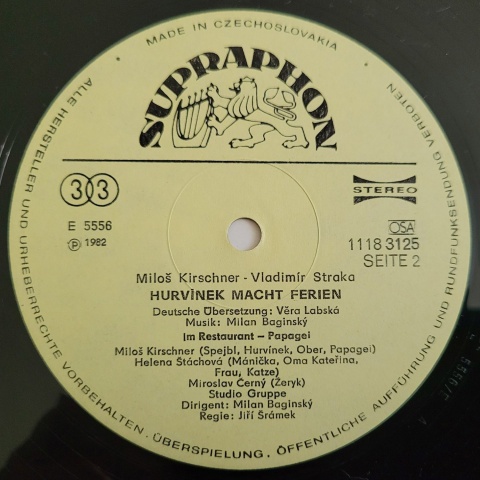 MADE IN CZECHOSLOVAKIA
SUPRAPHON
33
STEREO
E 5556
℗ 1982
OSA
1118 3125
SEITE 2
Miloš Kirschner - Vladimír Straka
HURVÍNEK MACHT FERIEN
Deutsche Übersetzung: Věra Labská
Musik: Milan Baginský
Im Restaurant – Papagei
Miloš Kirschner (Spejbl, Hurvínek, Ober, Papagei)
Helena Štáchová (Mánička, Oma Kateřina,
Frau, Katze)
Miroslav Černý (Žeryk)
Studio Gruppe
Dirigent: Milan Baginský
Regie: Jiří Šrámek
ALLE HERSTELLER UND URHEBERRECHTE VORBEHALTEN. ÜBERSPIELUNG, ÖFFENTLICHE AUFFÜHRUNG UND RUNDFUNKSENDUNG VERBOTEN